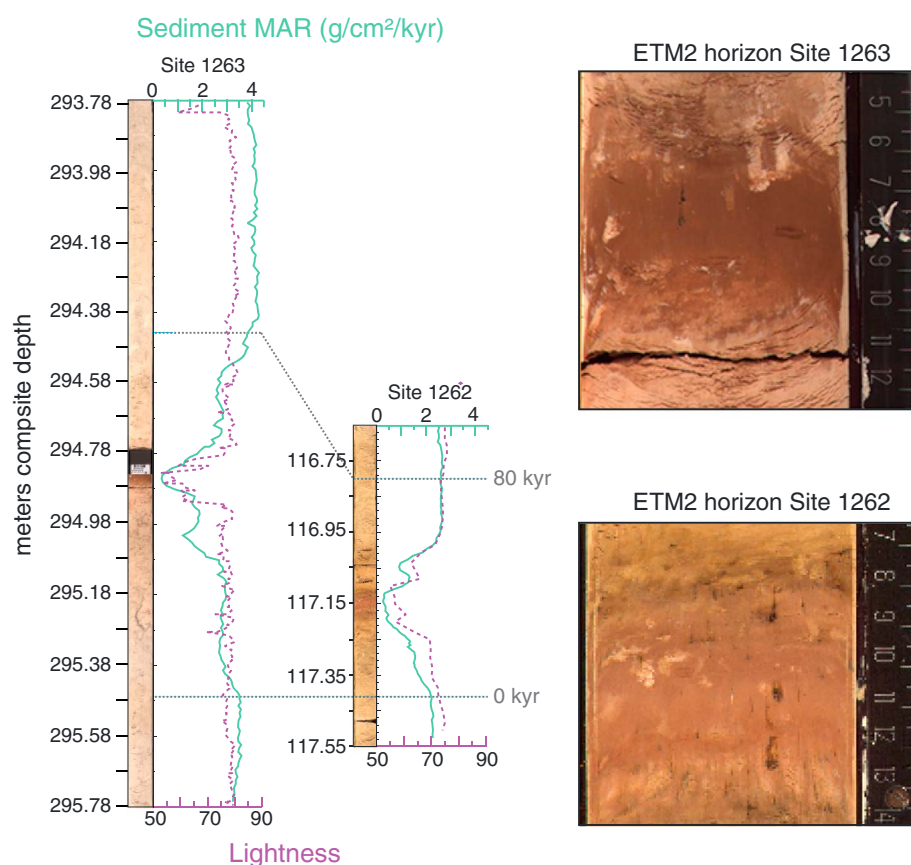 Sediment MAR (g/cm²/kyr)
Site 1263
0 2 4
293.78
293.98
294.18
294.38
294.58
294.78
294.98
295.18
295.38
295.58
295.78
meters compsite depth
50 70 90
Lightness
Site 1262
0 2 4
116.75
116.95
117.15
117.35
117.55
50 70 90
80 kyr
0 kyr
ETM2 horizon Site 1263
5
6
7
8
9
10
11
12
ETM2 horizon Site 1262
7
8
9
10
11
12
13
14